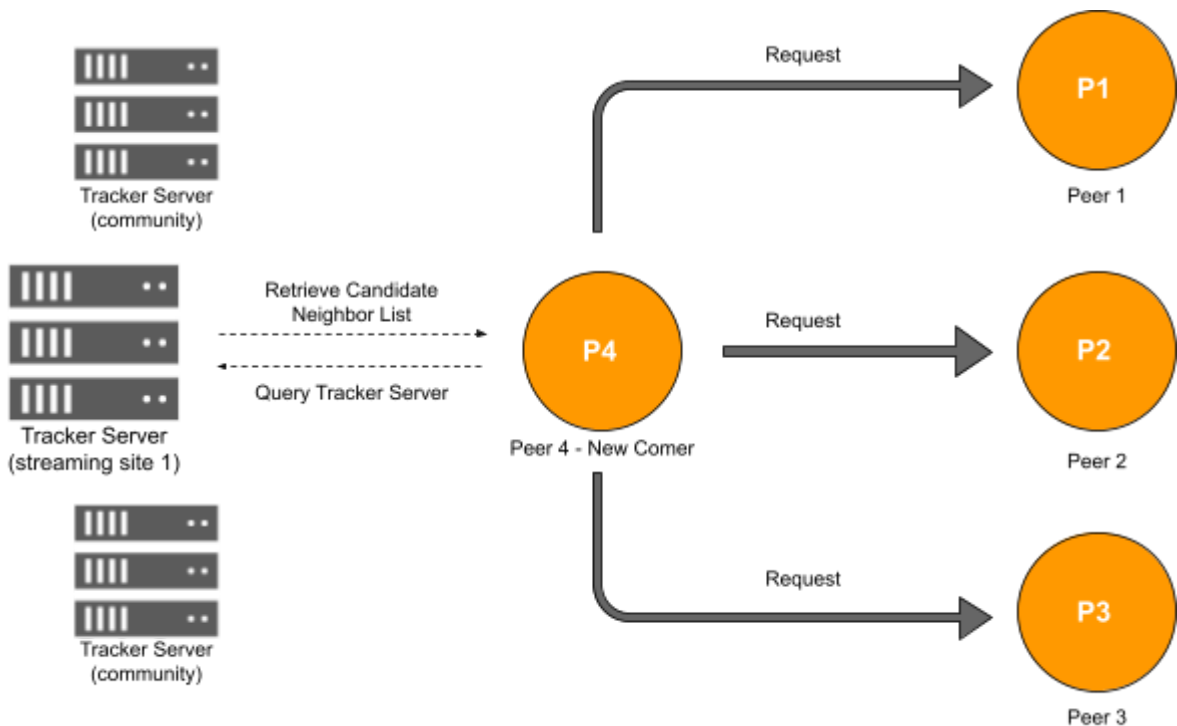 Tracker Server
(community)
Tracker Server
(streaming site 1)
Tracker Server
(community)
Retrieve Candidate
Neighbor List
Query Tracker Server
P4
Peer 4 - New Comer
Request
P1
Peer 1
Request
P2
Peer 2
Request
P3
Peer 3